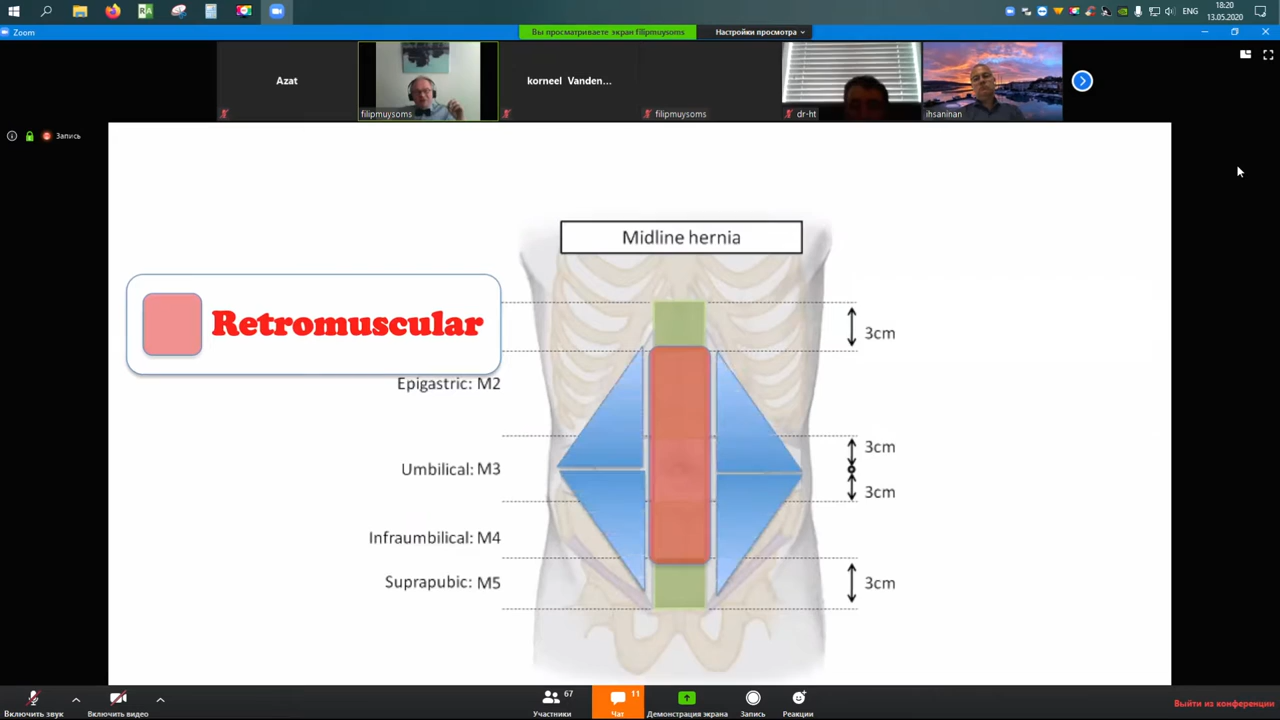 18:20
ENG
13.05.2020
Zoom
Вы просматриваете экран filipmuysoms
Настройки просмотра
Azat
filipmuysoms
korneel Vanden...
filipmuysoms
dr-ht
ihsaninan
Запись
Midline hernia
Retromuscular
3cm
Epigastric: M2
3cm
Umbilical: M3
3cm
Infraumbilical: M4
Suprapubic: M5
3cm
Включить звук
Включить видео
67
Участники
11
Чат
Демонстрация экрана
Запись
Реакции
Выйти из конференции